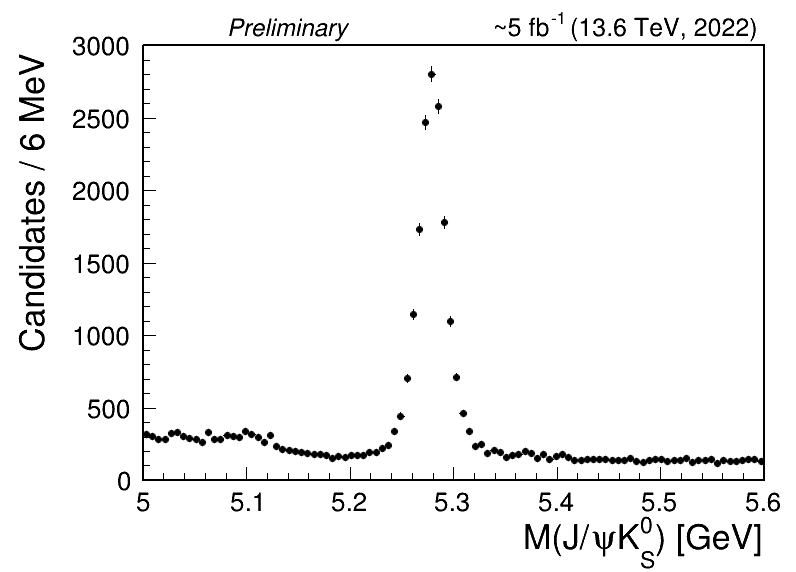 Preliminary ~5 fb⁻¹ (13.6 TeV, 2022)
Candidates / 6 MeV
3000
2500
2000
1500
1000
500
0
5 5.1 5.2 5.3 5.4 5.5 5.6
M(J/ψK⁰_S) [GeV]